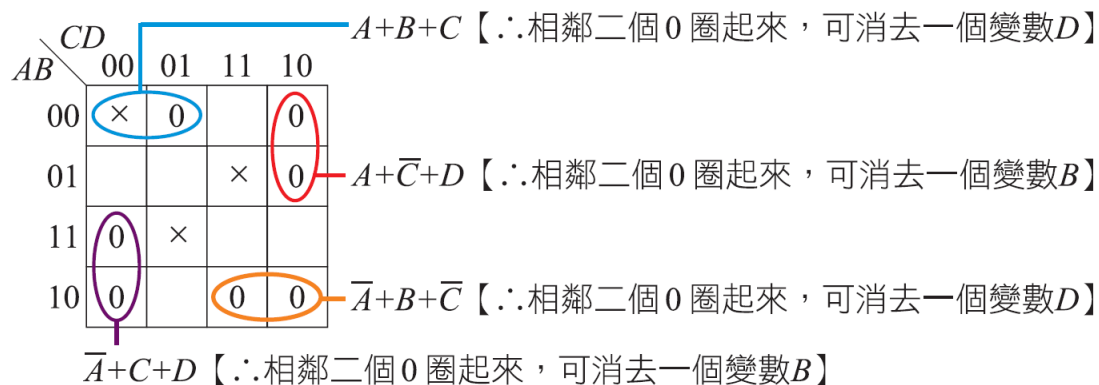 A+B+C【∴相鄰二個0圈起來，可消去一個變數D】
CD
AB 00 01 11 10
00 × 0 0
01 × 0 A+C̅+D【∴相鄰二個0圈起來，可消去一個變數B】
11 0 ×
10 0 0 0 A̅+B+C̅【∴相鄰二個0圈起來，可消去一個變數D】
A̅+C+D【∴相鄰二個0圈起來，可消去一個變數B】